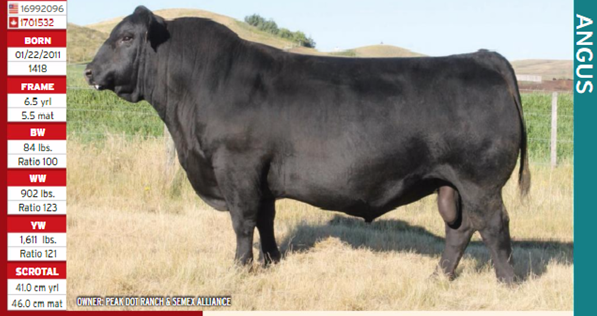 16992096
1701532
BORN
01/22/2011
1418
FRAME
6.5 yrl
5.5 mat
BW
84 lbs.
Ratio 100
WW
902 lbs.
Ratio 123
YW
1,611 lbs.
Ratio 121
SCROTAL
41.0 cm yrl
46.0 cm mat
OWNER: PEAK DOT RANCH & SEMEX ALLIANCE
ANGUS